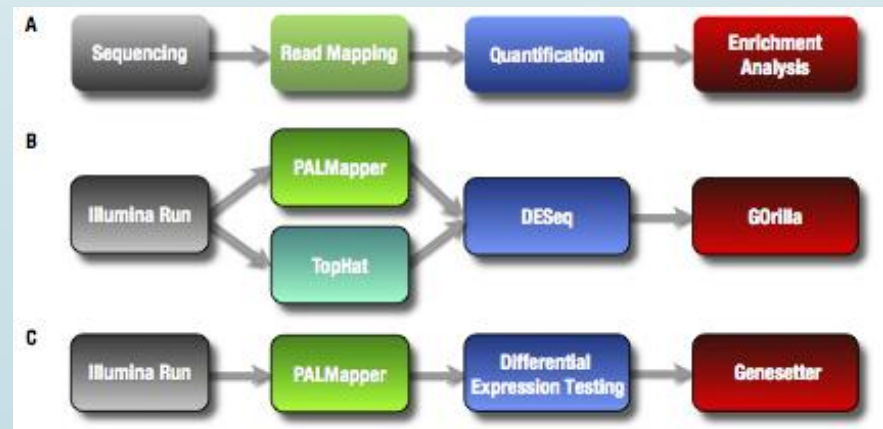 A
Sequencing
Read Mapping
Quantification
Enrichment
Analysis
B
Illumina Run
PALMapper
TopHat
DESeq
GOrilla
C
Illumina Run
PALMapper
Differential
Expression Testing
Genesetter